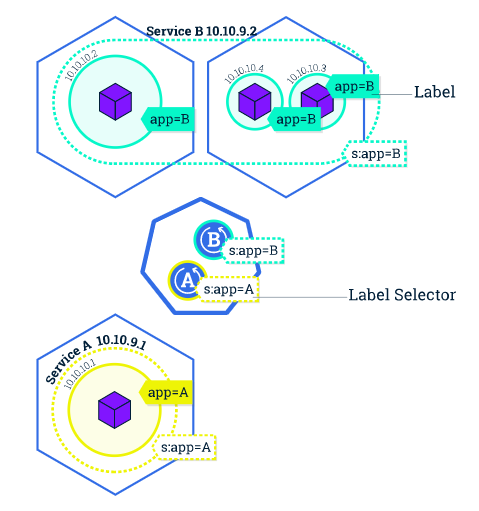 Service B 10.10.9.2
10.10.10.2
app=B
10.10.10.4
app=B
10.10.10.3
app=B
Label
s:app=B
B
s:app=B
A
s:app=A
Label Selector
Service A 10.10.9.1
10.10.10.1
app=A
s:app=A